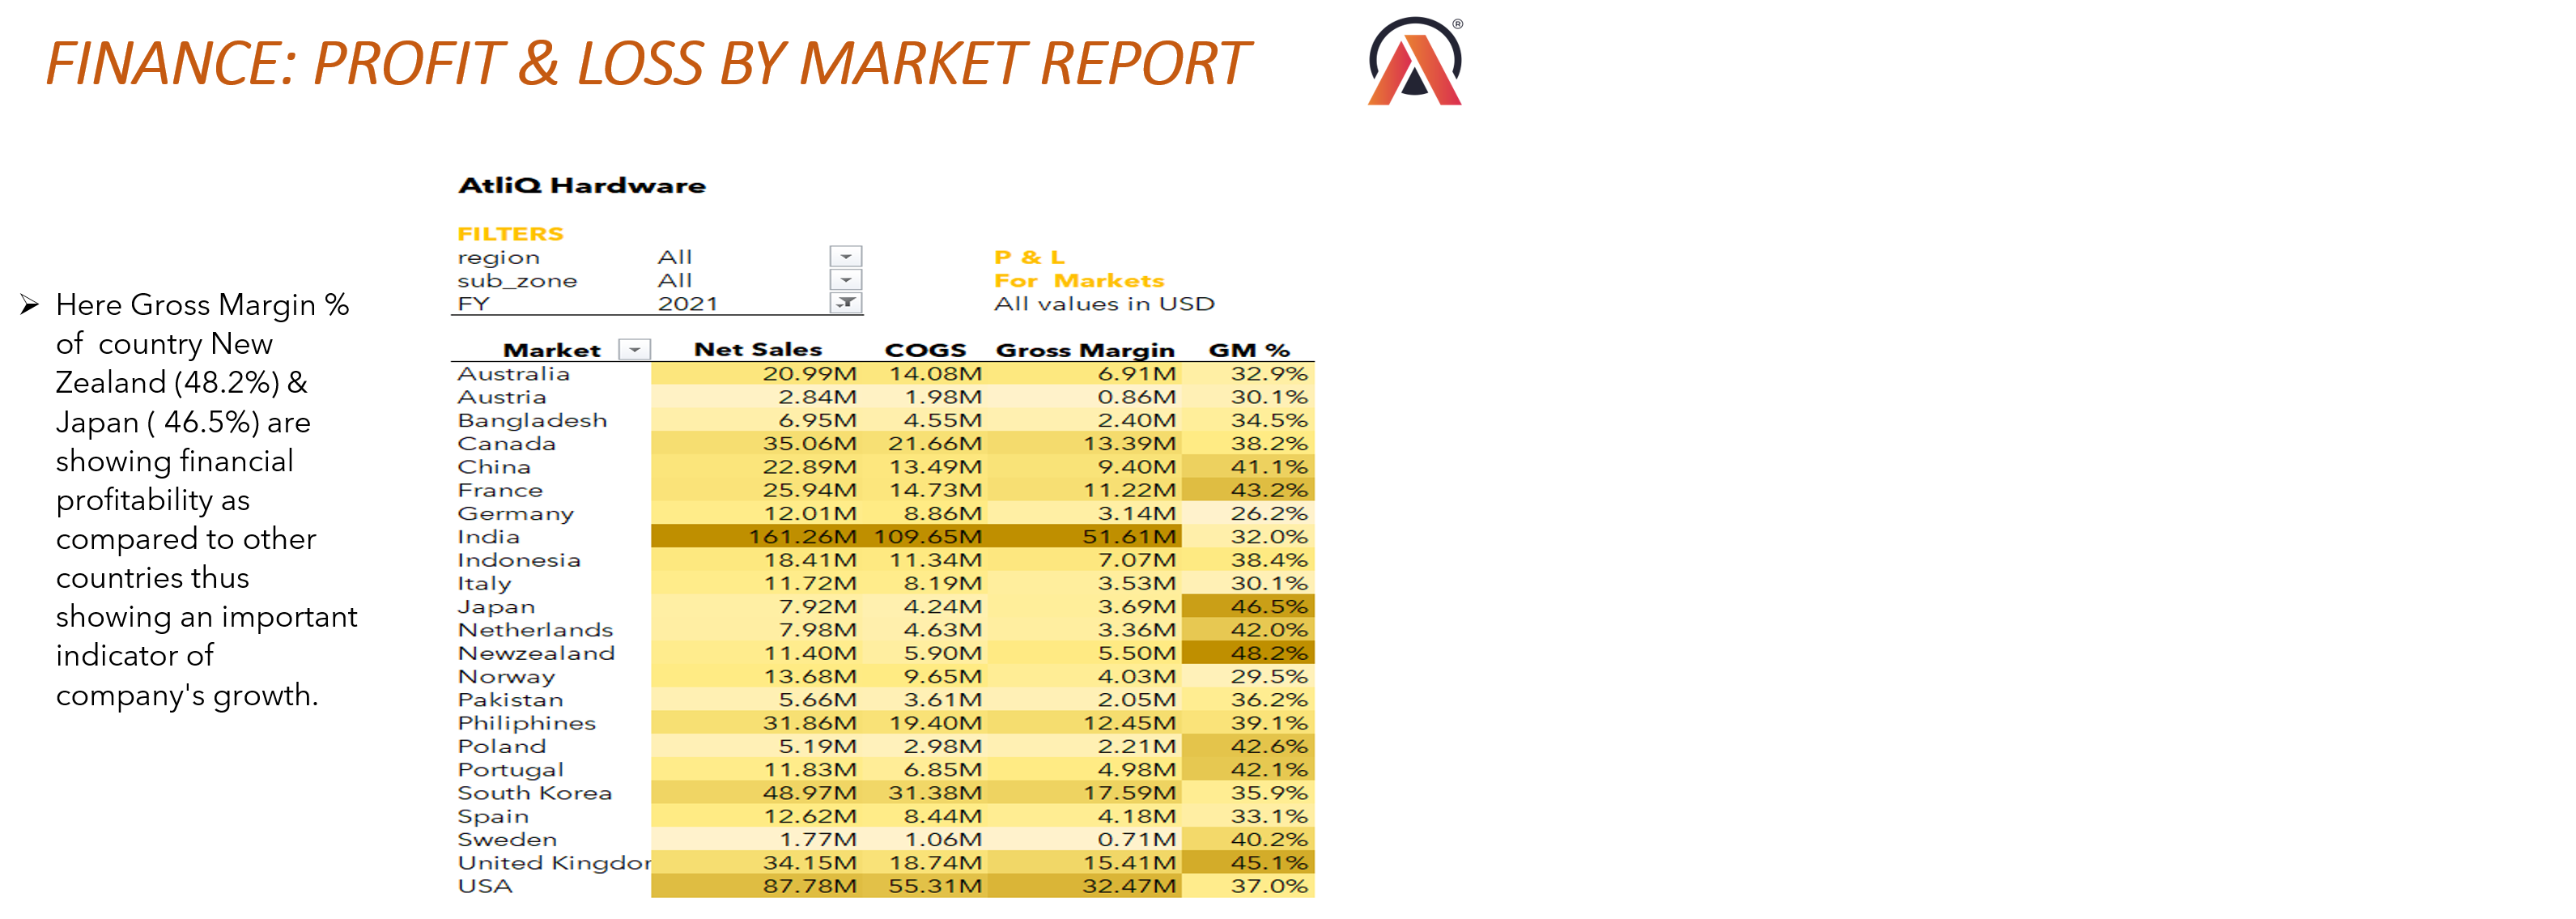 FINANCE: PROFIT & LOSS BY MARKET REPORT
®
➢ Here Gross Margin %
of country New
Zealand (48.2%) &
Japan ( 46.5%) are
showing financial
profitability as
compared to other
countries thus
showing an important
indicator of
company's growth.
AtliQ Hardware
FILTERS
region All P & L
sub_zone All For Markets
FY 2021 All values in USD
Market Net Sales COGS Gross Margin GM %
Australia 20.99M 14.08M 6.91M 32.9%
Austria 2.84M 1.98M 0.86M 30.1%
Bangladesh 6.95M 4.55M 2.40M 34.5%
Canada 35.06M 21.66M 13.39M 38.2%
China 22.89M 13.49M 9.40M 41.1%
France 25.94M 14.73M 11.22M 43.2%
Germany 12.01M 8.86M 3.14M 26.2%
India 161.26M 109.65M 51.61M 32.0%
Indonesia 18.41M 11.34M 7.07M 38.4%
Italy 11.72M 8.19M 3.53M 30.1%
Japan 7.92M 4.24M 3.69M 46.5%
Netherlands 7.98M 4.63M 3.36M 42.0%
Newzealand 11.40M 5.90M 5.50M 48.2%
Norway 13.68M 9.65M 4.03M 29.5%
Pakistan 5.66M 3.61M 2.05M 36.2%
Philiphines 31.86M 19.40M 12.45M 39.1%
Poland 5.19M 2.98M 2.21M 42.6%
Portugal 11.83M 6.85M 4.98M 42.1%
South Korea 48.97M 31.38M 17.59M 35.9%
Spain 12.62M 8.44M 4.18M 33.1%
Sweden 1.77M 1.06M 0.71M 40.2%
United Kingdor 34.15M 18.74M 15.41M 45.1%
USA 87.78M 55.31M 32.47M 37.0%